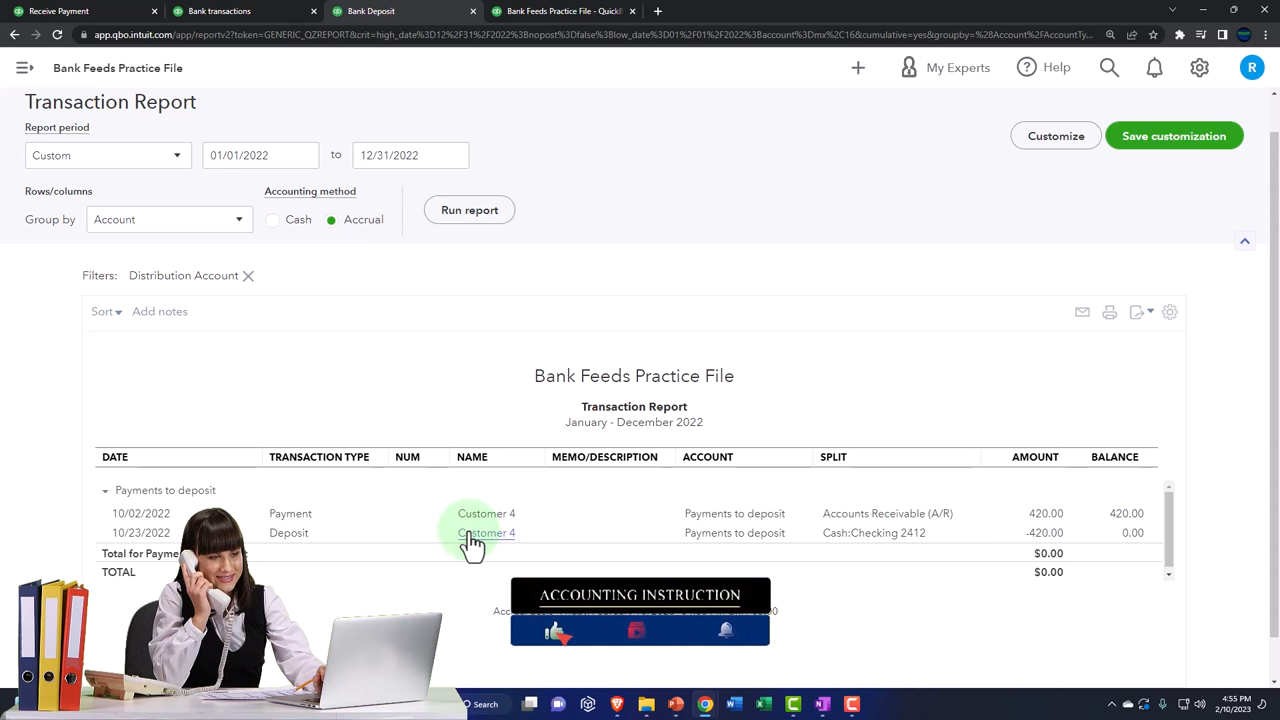 Receive Payment
Bank transactions
Bank Deposit
Bank Feeds Practice File - QuickF
app.qbo.intuit.com/app/reportv2?token=GENERIC_QZREPORT&crit=high_date%3D12%2F31%2F2022%3Bnopost%3Dfalse%3Blow_date%3D01%2F01%2F2022%3Baccount%3Dmx%2C16&cumulative=yes&groupby=%28Account%2CAccountTy...
Bank Feeds Practice File
My Experts
Help
R
Transaction Report
Report period
Custom
01/01/2022
to
12/31/2022
Customize
Save customization
Rows/columns
Accounting method
Group by
Account
Cash
Accrual
Run report
Filters: Distribution Account
Sort
Add notes
Bank Feeds Practice File
Transaction Report
January - December 2022
DATE TRANSACTION TYPE NUM NAME MEMO/DESCRIPTION ACCOUNT SPLIT AMOUNT BALANCE
Payments to deposit
10/02/2022 Payment Customer 4 Payments to deposit Accounts Receivable (A/R) 420.00 420.00
10/23/2022 Deposit Customer 4 Payments to deposit Cash:Checking 2412 -420.00 0.00
Total for $0.00
TOTAL $0.00
ACCOUNTING INSTRUCTION
Search
4:55 PM
2/10/2023